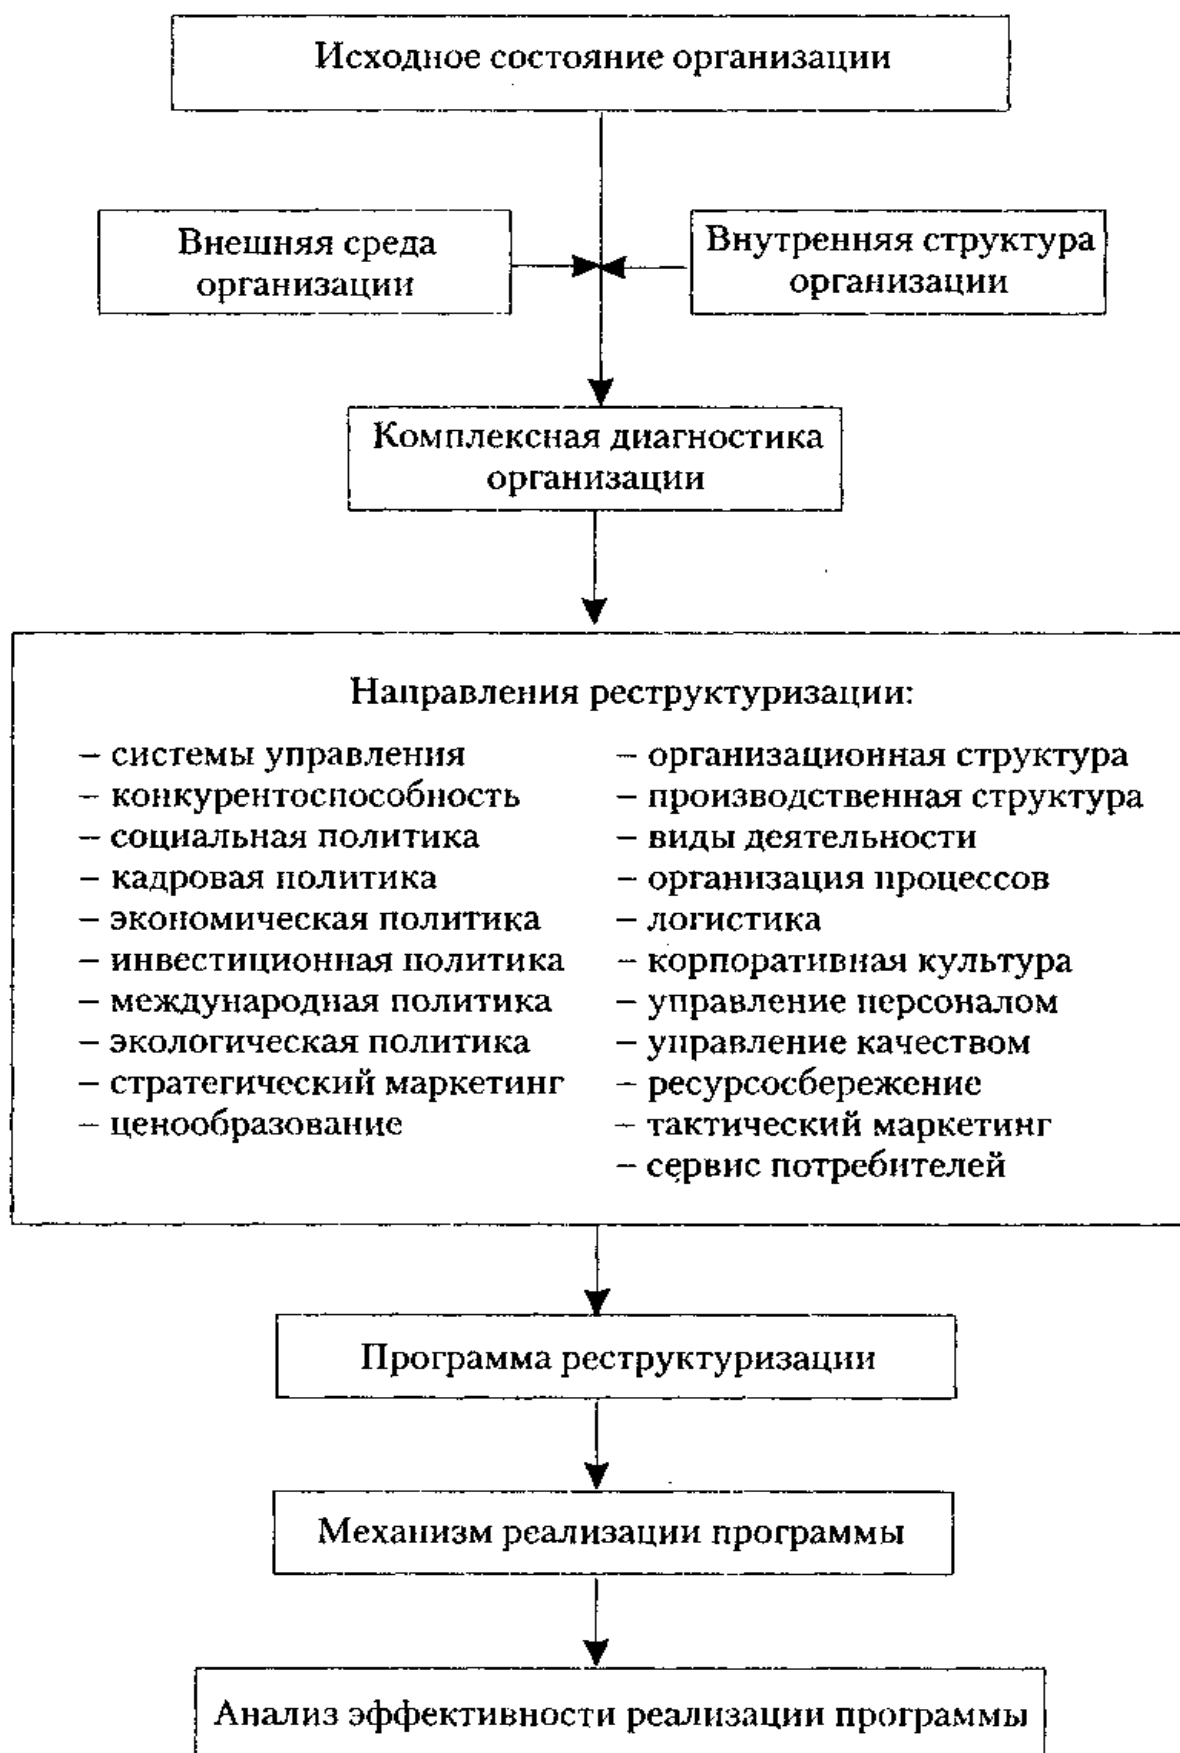 Исходное состояние организации
Внешняя среда
организации
Внутренняя структура
организации
Комплексная диагностика
организации
Направления реструктуризации:
– системы управления
– конкурентоспособность
– социальная политика
– кадровая политика
– экономическая политика
– инвестиционная политика
– международная политика
– экологическая политика
– стратегический маркетинг
– ценообразование
– организационная структура
– производственная структура
– виды деятельности
– организация процессов
– логистика
– корпоративная культура
– управление персоналом
– управление качеством
– ресурсосбережение
– тактический маркетинг
– сервис потребителей
Программа реструктуризации
Механизм реализации программы
Анализ эффективности реализации программы